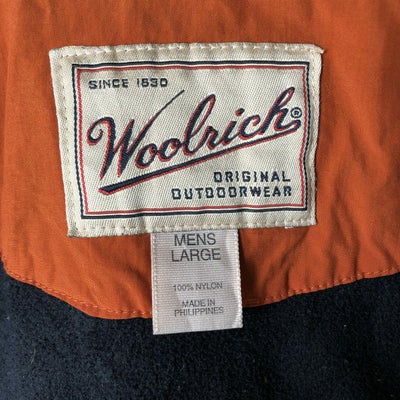 SINCE 1830
Woolrich®
ORIGINAL
OUTDOORWEAR
MENS
LARGE
100% NYLON
MADE IN
PHILIPPINES